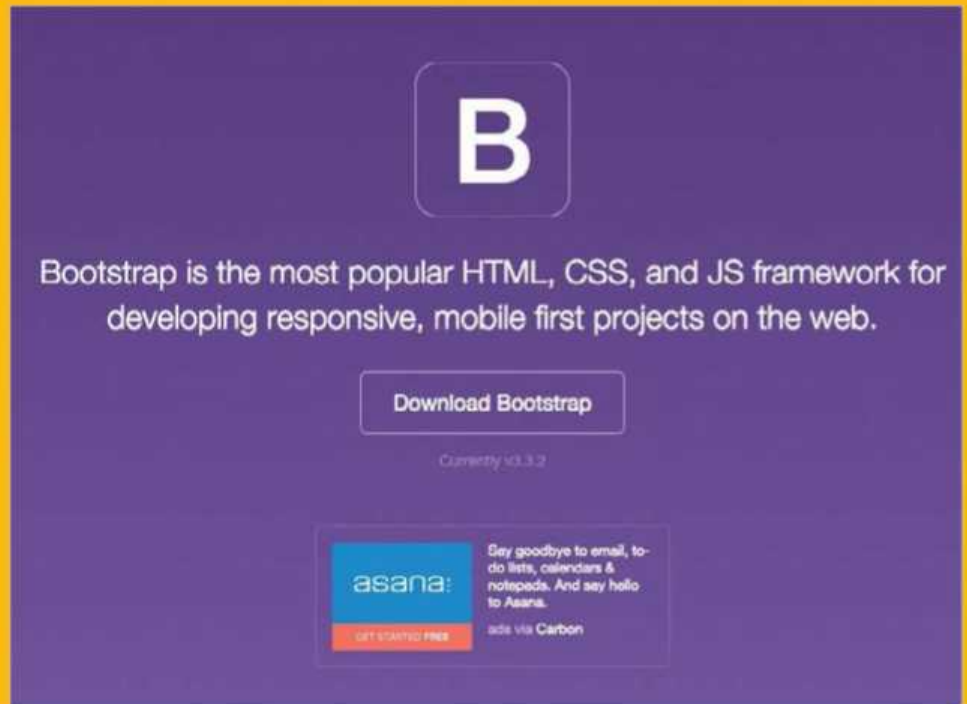 B
Bootstrap is the most popular HTML, CSS, and JS framework for
developing responsive, mobile first projects on the web.
Download Bootstrap
Currently v3.3.2
asana:
GET STARTED FREE
Say goodbye to email, to-
do lists, calendars &
notepads. And say hello
to Asana.
ads via Carbon